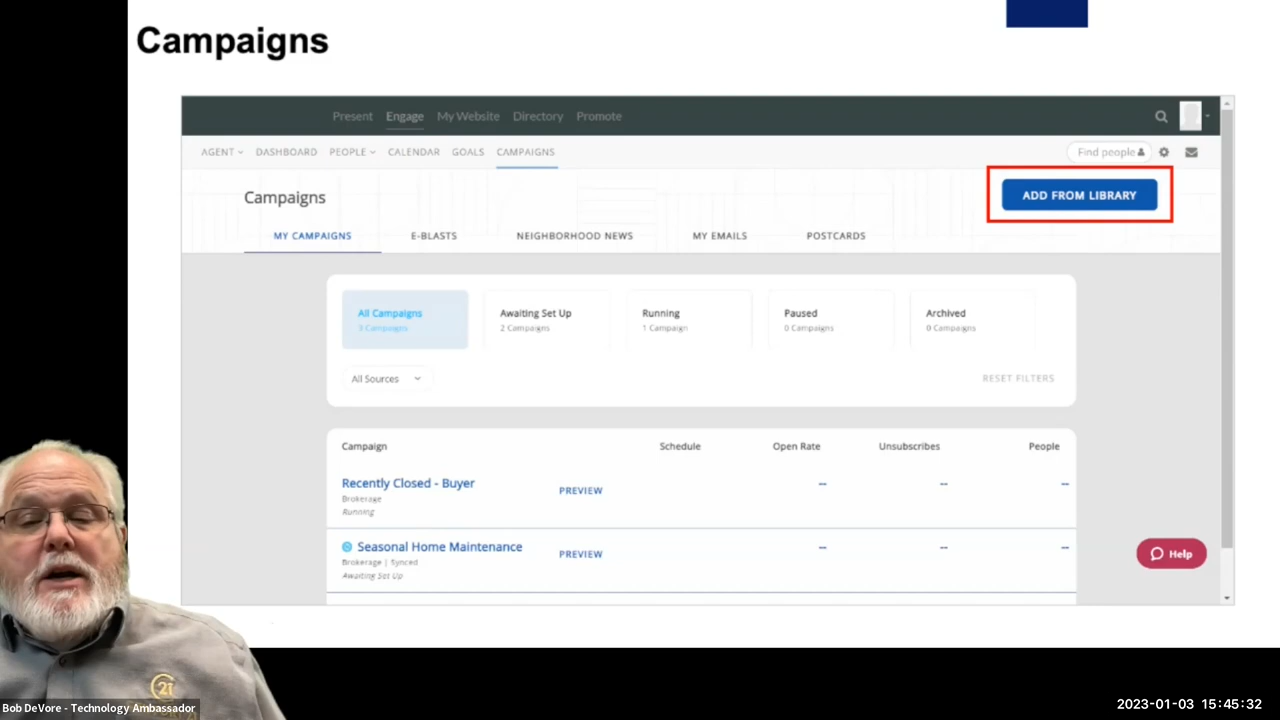 Campaigns
Present Engage My Website Directory Promote
AGENT DASHBOARD PEOPLE CALENDAR GOALS CAMPAIGNS Find people
Campaigns ADD FROM LIBRARY
MY CAMPAIGNS E-BLASTS NEIGHBORHOOD NEWS MY EMAILS POSTCARDS
All Campaigns Awaiting Set Up Running Paused Archived
3 Campaigns 2 Campaigns 1 Campaign 0 Campaigns 0 Campaigns
All Sources RESET FILTERS
Campaign Schedule Open Rate Unsubscribes People
Recently Closed - Buyer PREVIEW -- -- --
Brokerage
Running
Seasonal Home Maintenance PREVIEW -- -- --
Brokerage | Synced
Awaiting Set Up
Help
21
Bob DeVore - Technology Ambassador
2023-01-03 15:45:32